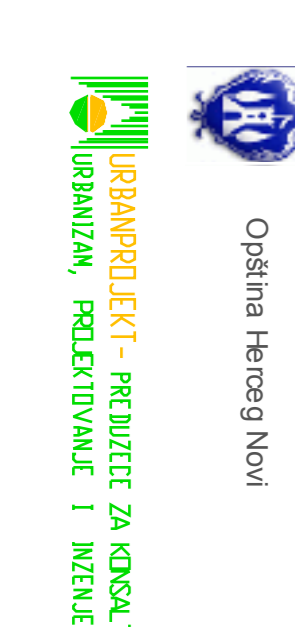 Opština Herceg Novi
URBANPROJEKT- PREDUZECE ZA KONSAL
URBANIZAM, PROJEKTOVANJE I INZENJE